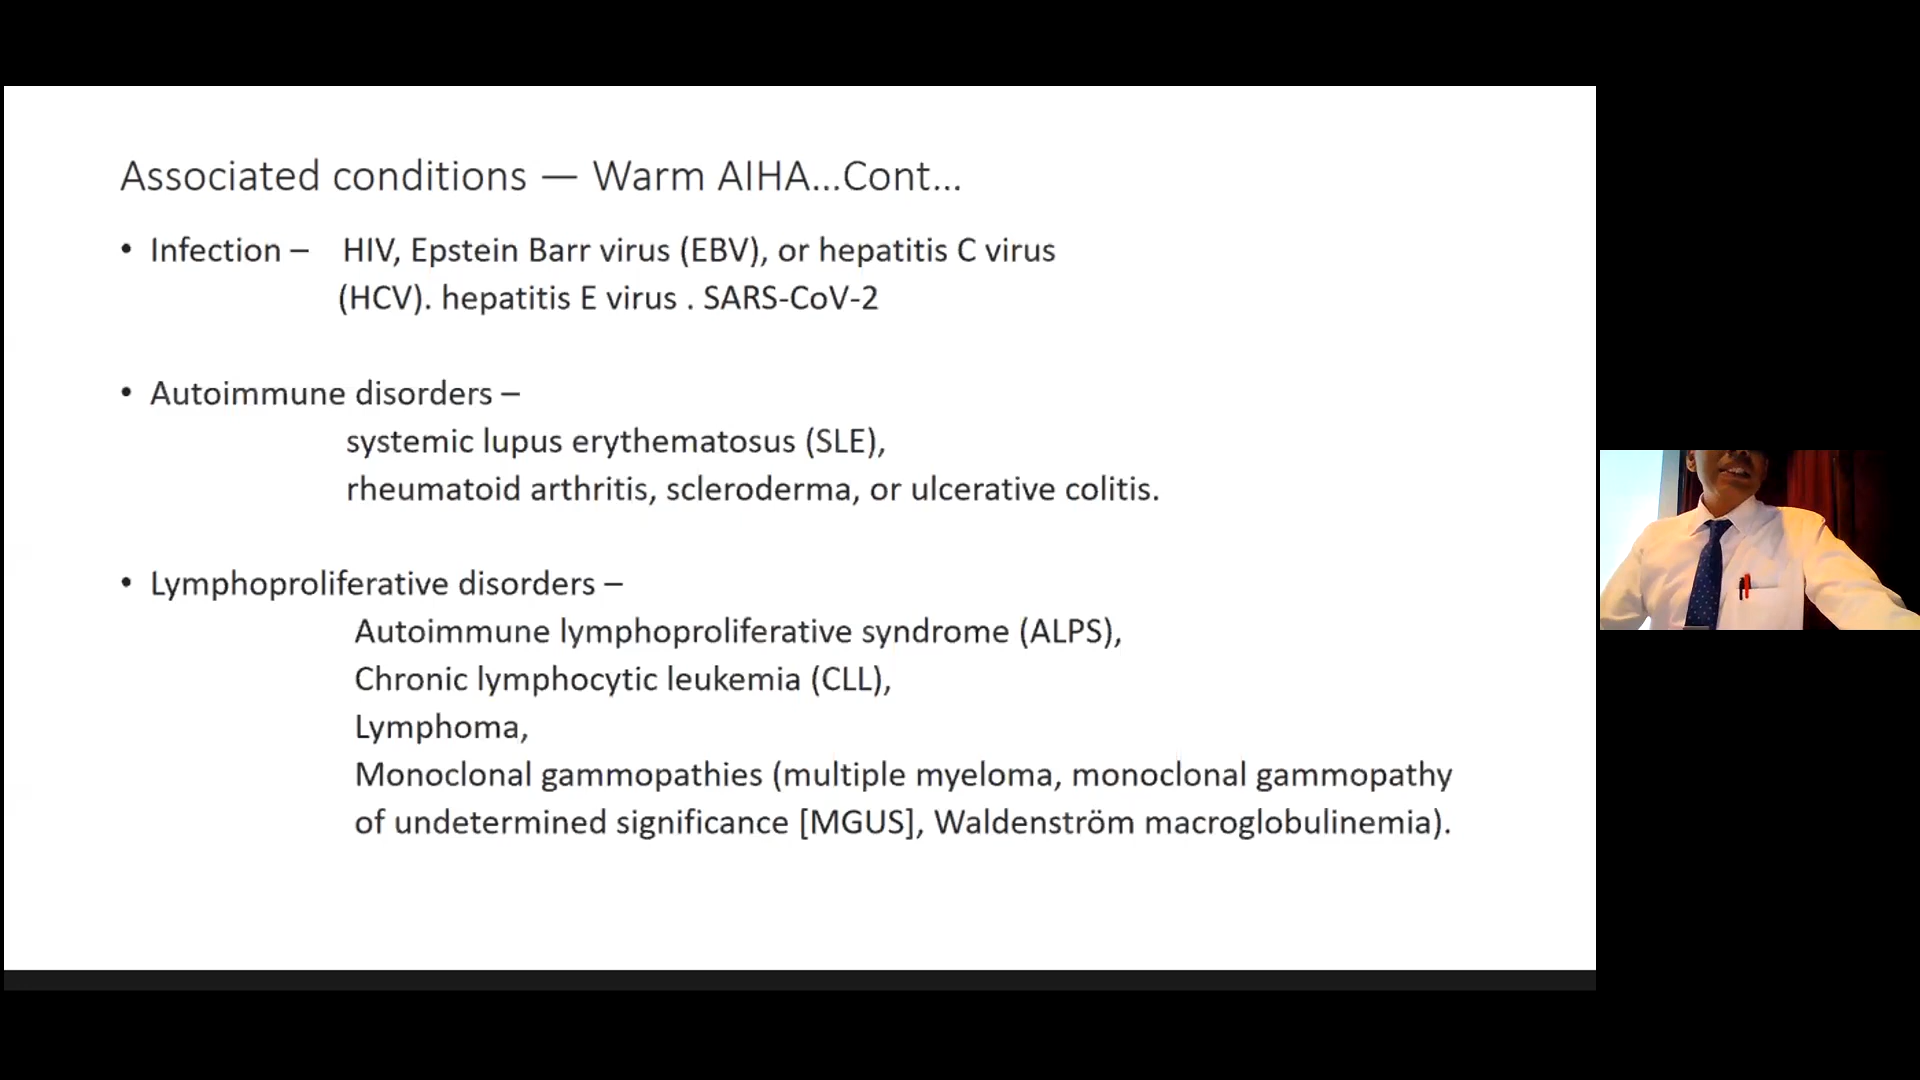 Associated conditions — Warm AIHA...Cont...
• Infection – HIV, Epstein Barr virus (EBV), or hepatitis C virus
(HCV). hepatitis E virus . SARS-CoV-2
• Autoimmune disorders –
systemic lupus erythematosus (SLE),
rheumatoid arthritis, scleroderma, or ulcerative colitis.
• Lymphoproliferative disorders –
Autoimmune lymphoproliferative syndrome (ALPS),
Chronic lymphocytic leukemia (CLL),
Lymphoma,
Monoclonal gammopathies (multiple myeloma, monoclonal gammopathy
of undetermined significance [MGUS], Waldenström macroglobulinemia).